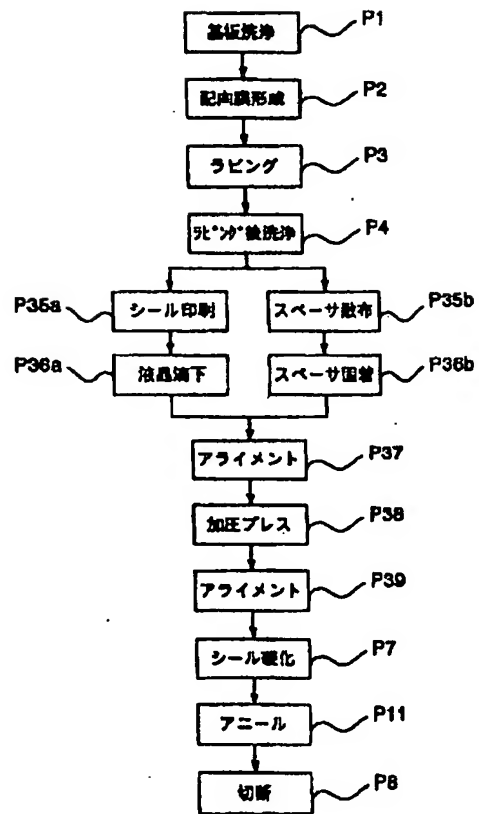 基板洗浄 P1
配向膜形成 P2
ラビング P3
ラビング後洗浄 P4
P35a シール印刷 スペーサ散布 P35b
P36a 液晶滴下 スペーサ固着 P36b
アライメント P37
加圧プレス P38
アライメント P39
シール硬化 P7
アニール P11
切断 P8